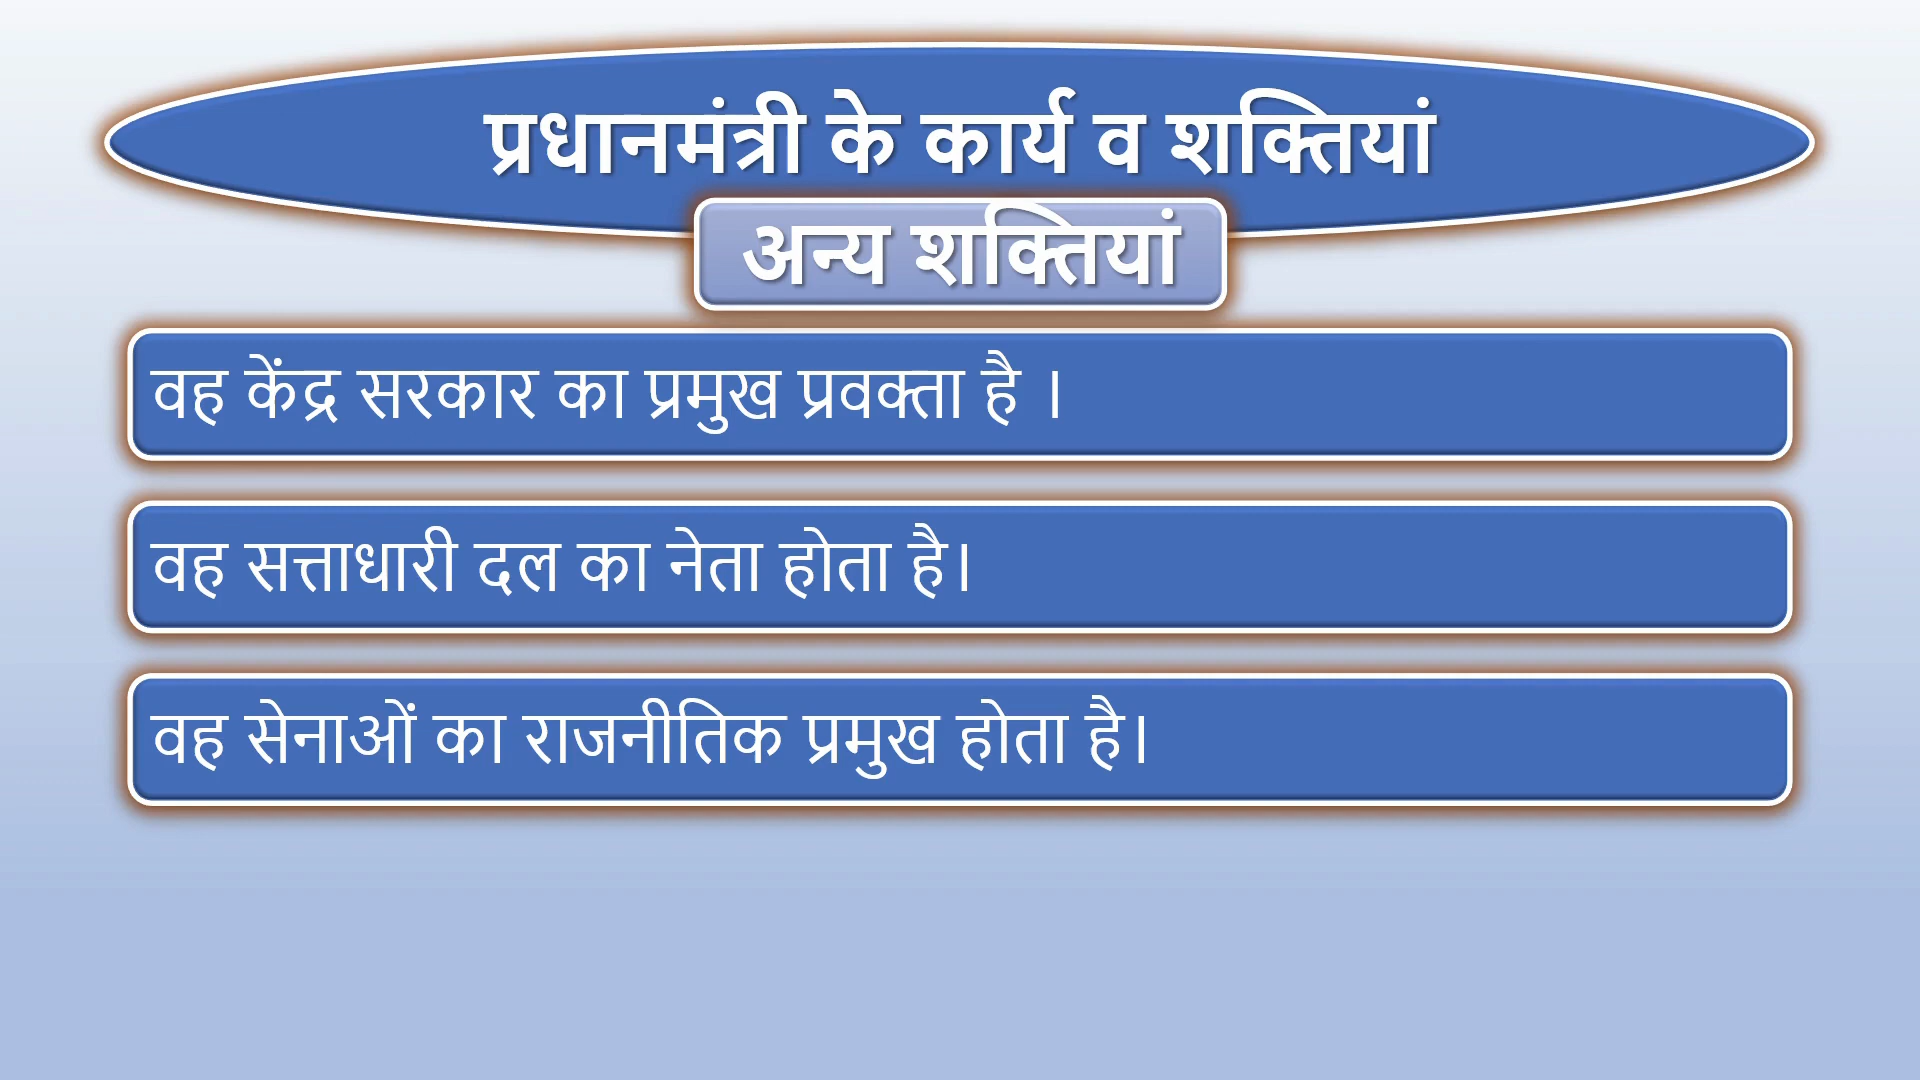 प्रधानमंत्री के कार्य व शक्तियां
अन्य शक्तियां
वह केंद्र सरकार का प्रमुख प्रवक्ता है ।
वह सत्ताधारी दल का नेता होता है।
वह सेनाओं का राजनीतिक प्रमुख होता है।